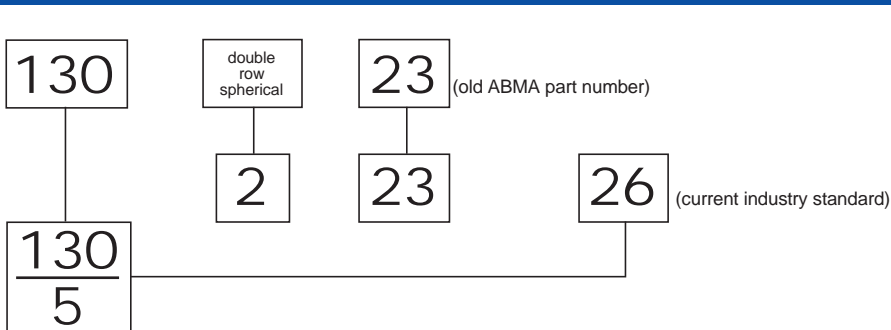 130
double
row
spherical
23 (old ABMA part number)
2
23
26 (current industry standard)
130
5